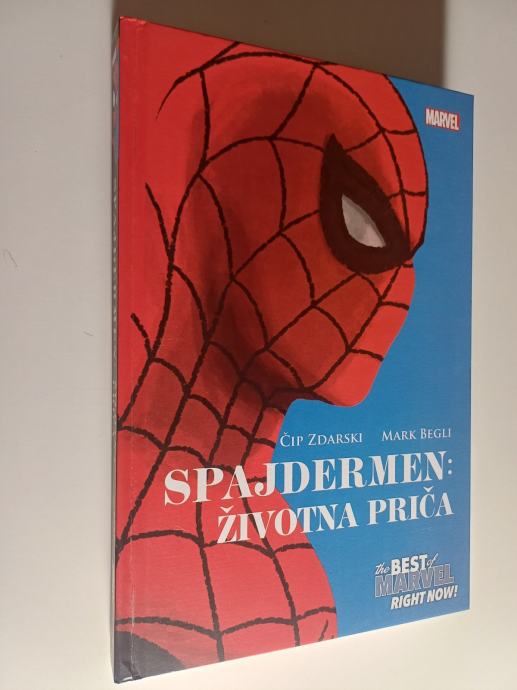 MARVEL
ČIP ZDARSKI MARK BEGLI
SPAJDERMEN:
ŽIVOTNA PRIČA
the BEST of
MARVEL
RIGHT NOW!